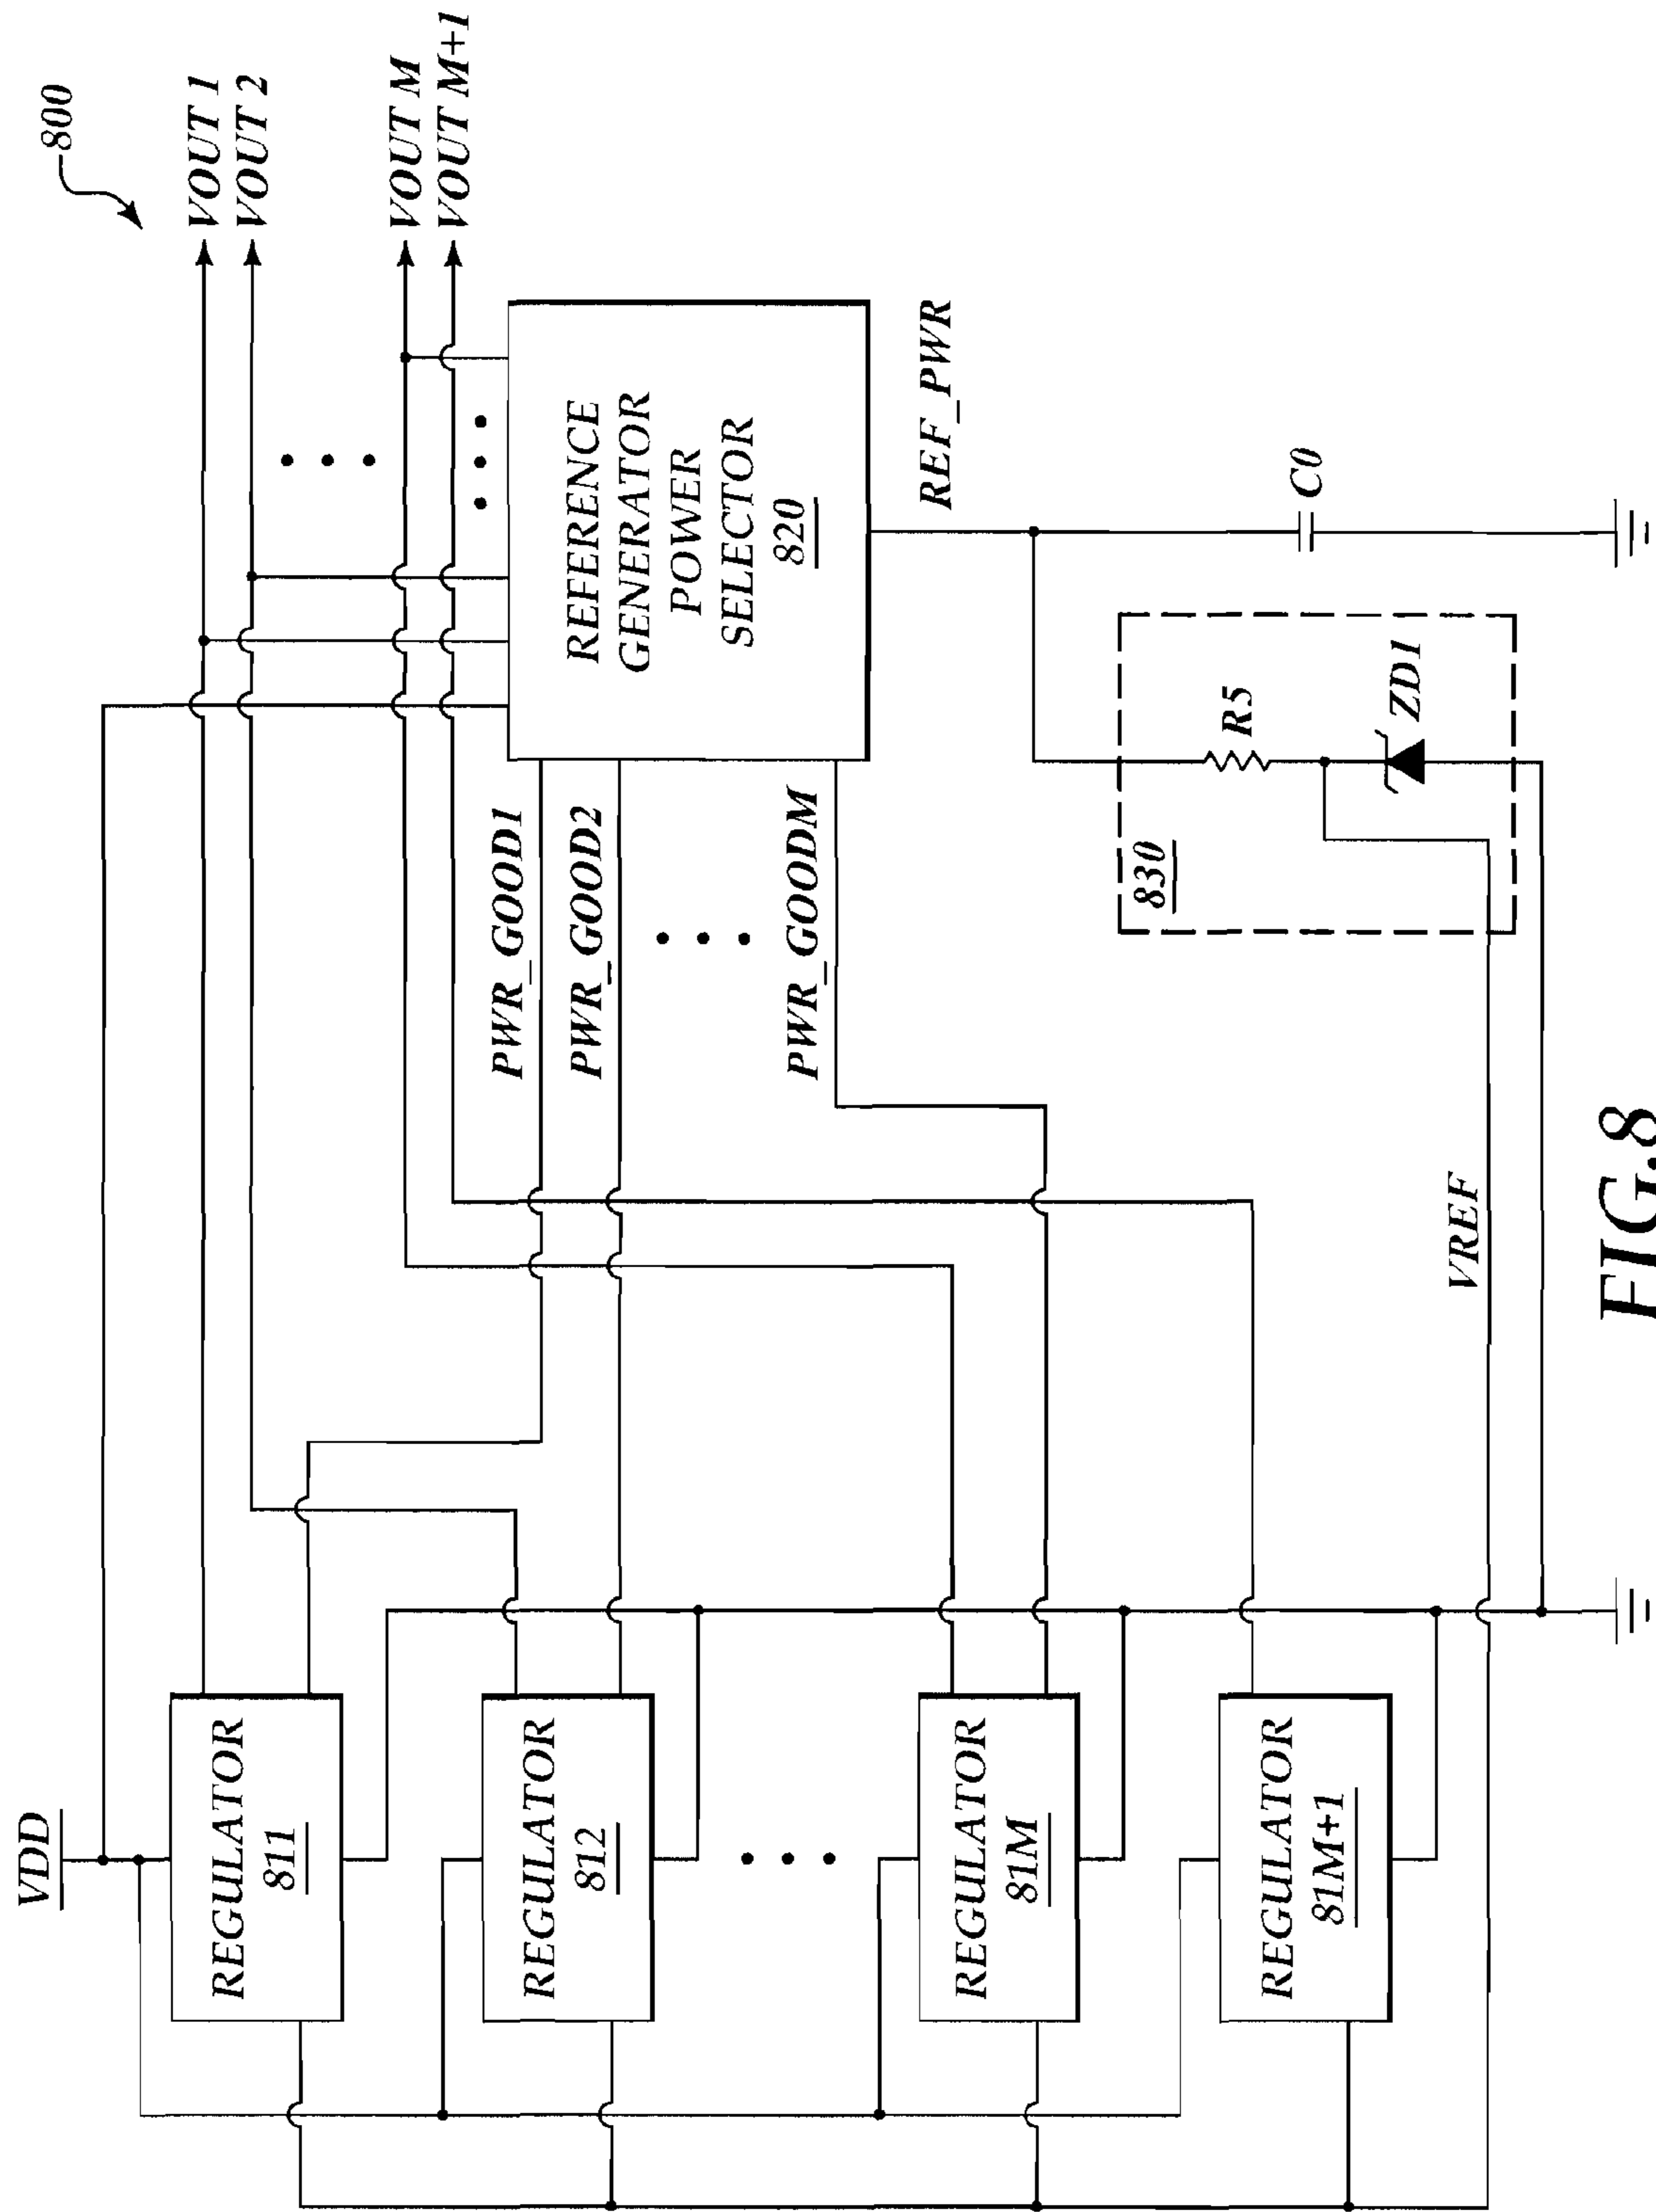 800
VDD
VOUT 1
VOUT 2
VOUT M
VOUT M+1
REGULATOR
811
REGULATOR
812
REGULATOR
81M
REGULATOR
81M+1
PWR_GOOD1
PWR_GOOD2
PWR_GOODM
REFERENCE
GENERATOR
POWER
SELECTOR
820
REF_PWR
830
R5
ZD1
C0
VREF
FIG.8